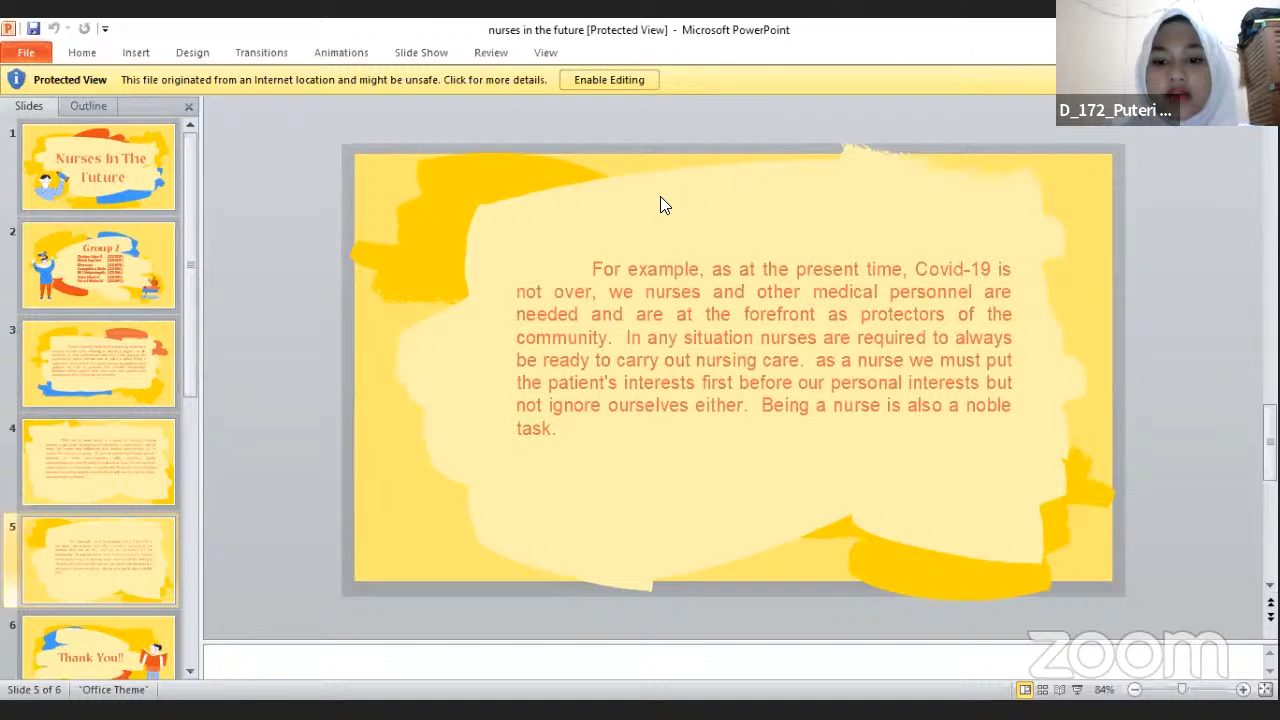 nurses in the future [Protected View] - Microsoft PowerPoint
File Home Insert Design Transitions Animations Slide Show Review View
Protected View This file originated from an Internet location and might be unsafe. Click for more details. Enable Editing
D_172_Puteri ...
Slides Outline
1
Nurses In The
Future
2
Group 2
3
4
5
6
Thank You!!
For example, as at the present time, Covid-19 is
not over, we nurses and other medical personnel are
needed and are at the forefront as protectors of the
community. In any situation nurses are required to always
be ready to carry out nursing care. as a nurse we must put
the patient's interests first before our personal interests but
not ignore ourselves either. Being a nurse is also a noble
task.
zoom
Slide 5 of 6 "Office Theme" 84%